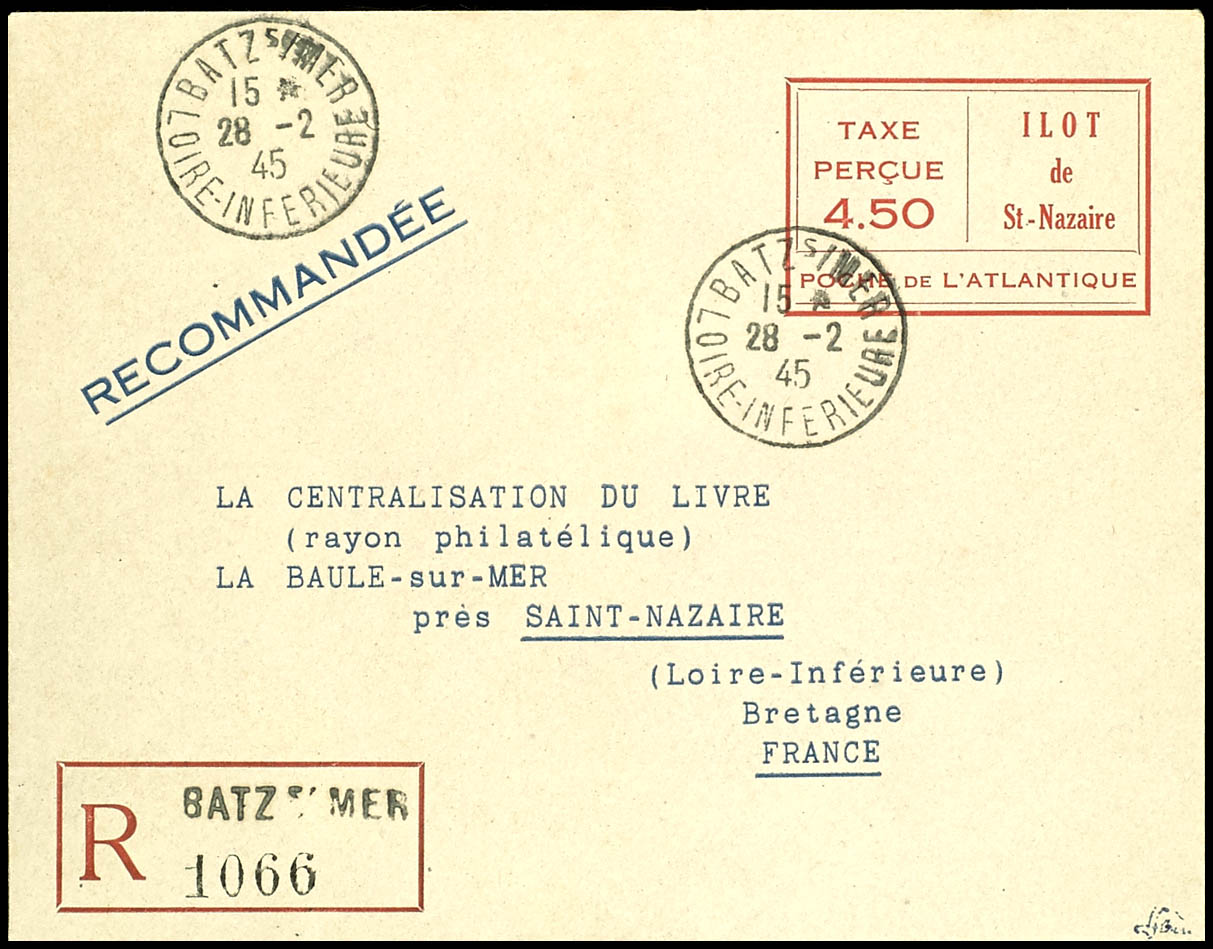 BATZ S/MER
15 *
28 -2
45
LOIRE-INFERIEURE
RECOMMANDÉE
TAXE
PERÇUE
4.50
ILOT
de
St.-Nazaire
POCHE DE L'ATLANTIQUE
BATZ S/MER
15 *
28 -2
45
LOIRE-INFERIEURE
LA CENTRALISATION DU LIVRE
(rayon philatélique)
LA BAULE-sur-MER
près SAINT-NAZAIRE
(Loire-Inférieure)
Bretagne
FRANCE
R
BATZ S/ MER
1066